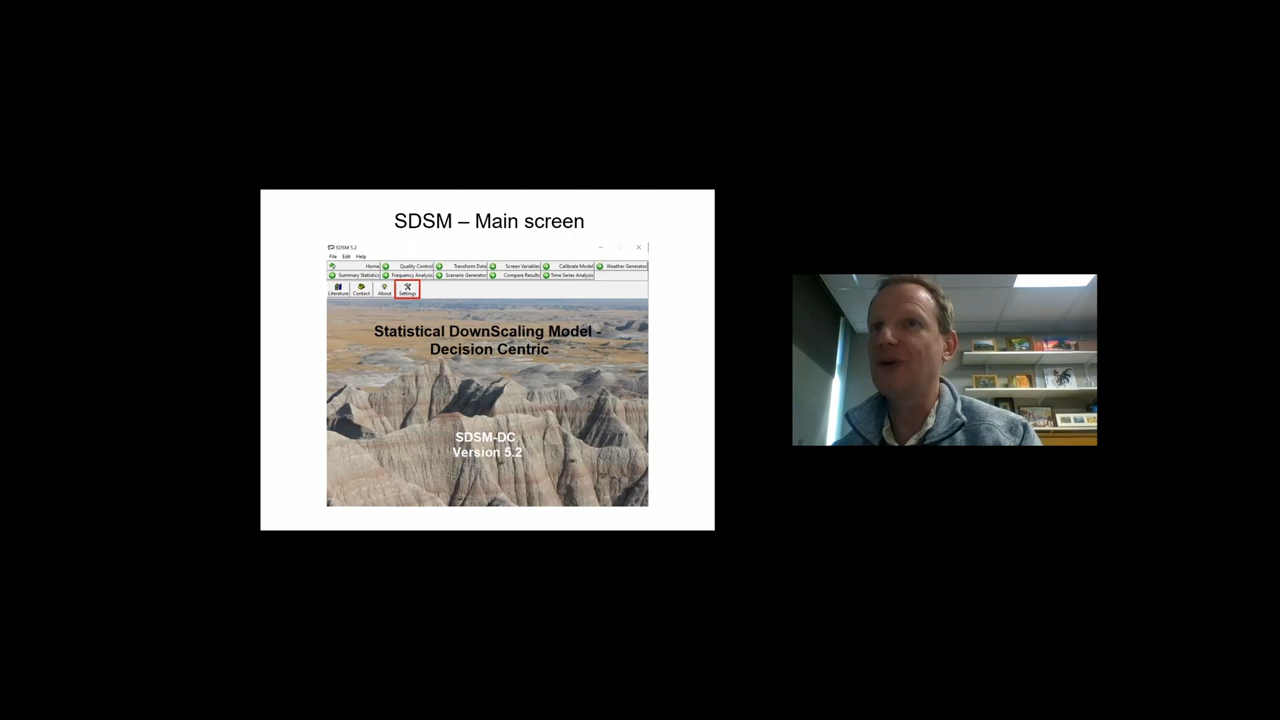 SDSM – Main screen
SDSM 5.2
File Edit Help
Home Quality Control Transform Data Screen Variables Calibrate Model Weather Generator
Summary Statistics Frequency Analysis Scenario Generator Compare Results Time Series Analysis
Literature Contact About Settings
Statistical DownScaling Model -
Decision Centric
SDSM-DC
Version 5.2